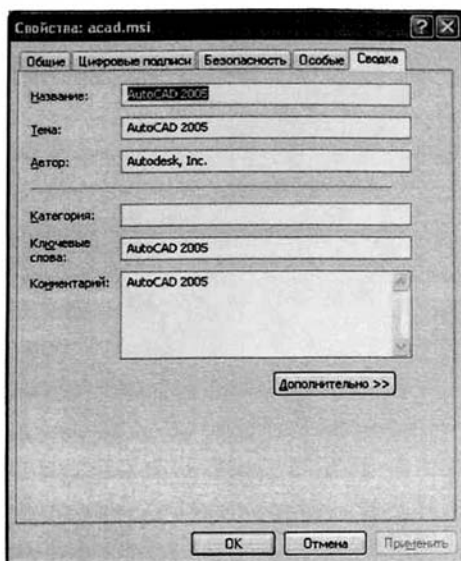 Свойства: acad.msi
Общие Цифровые подписи Безопасность Особые Сводка
Название: AutoCAD 2005
Тема: AutoCAD 2005
Автор: Autodesk, Inc.
Категория:
Ключевые слова: AutoCAD 2005
Комментарий: AutoCAD 2005
Дополнительно >>
ОК Отмена Применить